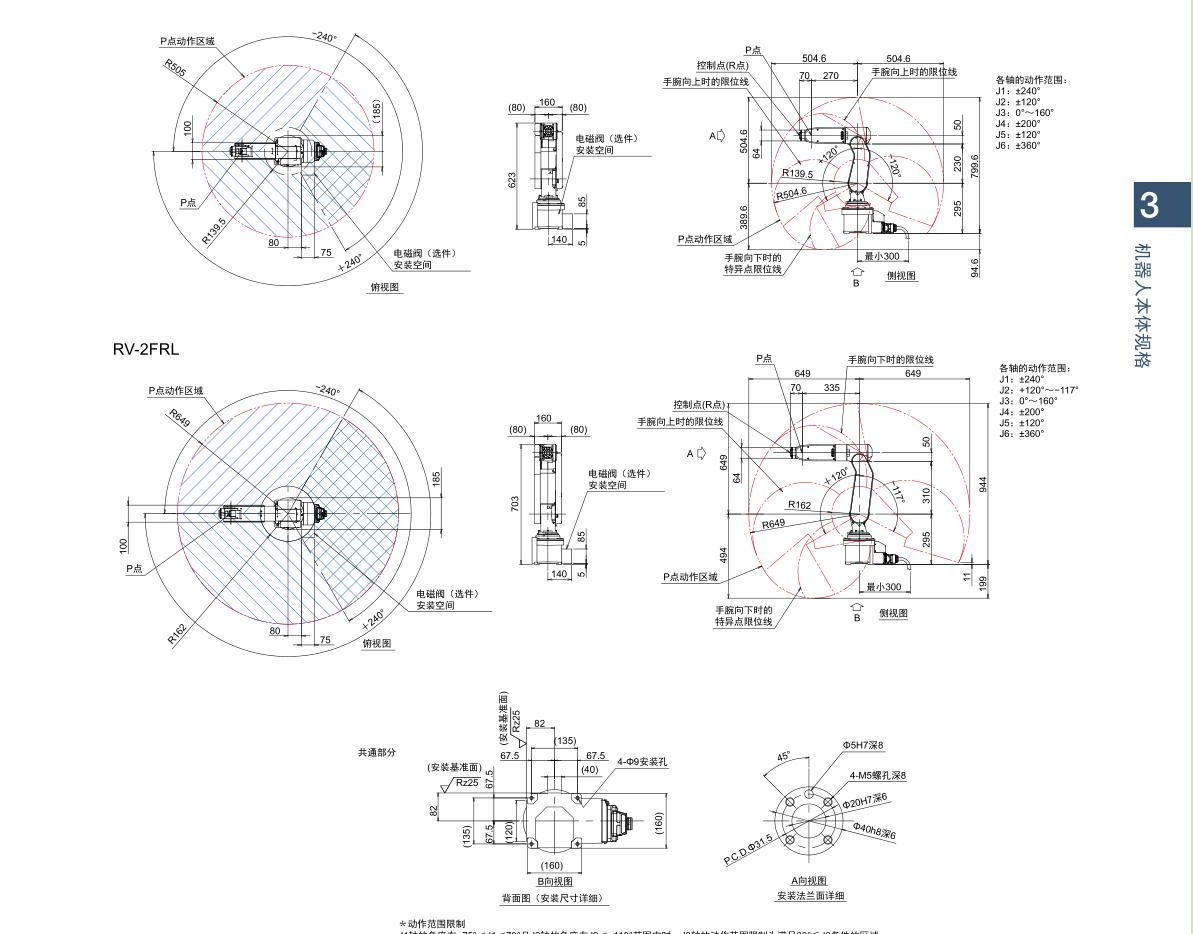 P点动作区域
−240°
R505
100
(185)
P点
R139.5
80
75
＋240°
电磁阀（选件）
安装空间
俯视图
160
(80)
(80)
电磁阀（选件）
安装空间
623
85
140
5
P点
504.6
504.6
控制点(R点)
70
270
手腕向上时的限位线
手腕向下时的限位线
A
504.6
64
50
+120°
−120°
R139.5
R504.6
230
799.6
295
389.6
P点动作区域
手腕向下时的
特异点限位线
最小300
94.6
B
侧视图
各轴的动作范围：
J1：±240°
J2：±120°
J3：0°～160°
J4：±200°
J5：±120°
J6：±360°
3
机器人本体规格
RV-2FRL
P点动作区域
−240°
R649
185
100
P点
R162
80
75
＋240°
电磁阀（选件）
安装空间
俯视图
160
(80)
(80)
电磁阀（选件）
安装空间
703
85
140
5
P点
手腕向下时的限位线
649
649
70
335
控制点(R点)
手腕向上时的限位线
A
649
64
50
＋120°
−117°
R162
R649
310
944
295
494
P点动作区域
手腕向下时的
特异点限位线
最小300
11
199
B
侧视图
各轴的动作范围：
J1：±240°
J2：+120°～−117°
J3：0°～160°
J4：±200°
J5：±120°
J6：±360°
共通部分
(安装基准面)
Rz25
82
(135)
67.5
67.5
(40)
4-Φ9安装孔
(安装基准面)
Rz25
67.5
82
(135)
67.5
(120)
(160)
(160)
B向视图
背面图（安装尺寸详细）
45°
Φ5H7深8
4-M5螺孔深8
Φ20H7深6
Φ40h8深6
P.C.D.Φ31.5
A向视图
安装法兰面详细
＊动作范围限制